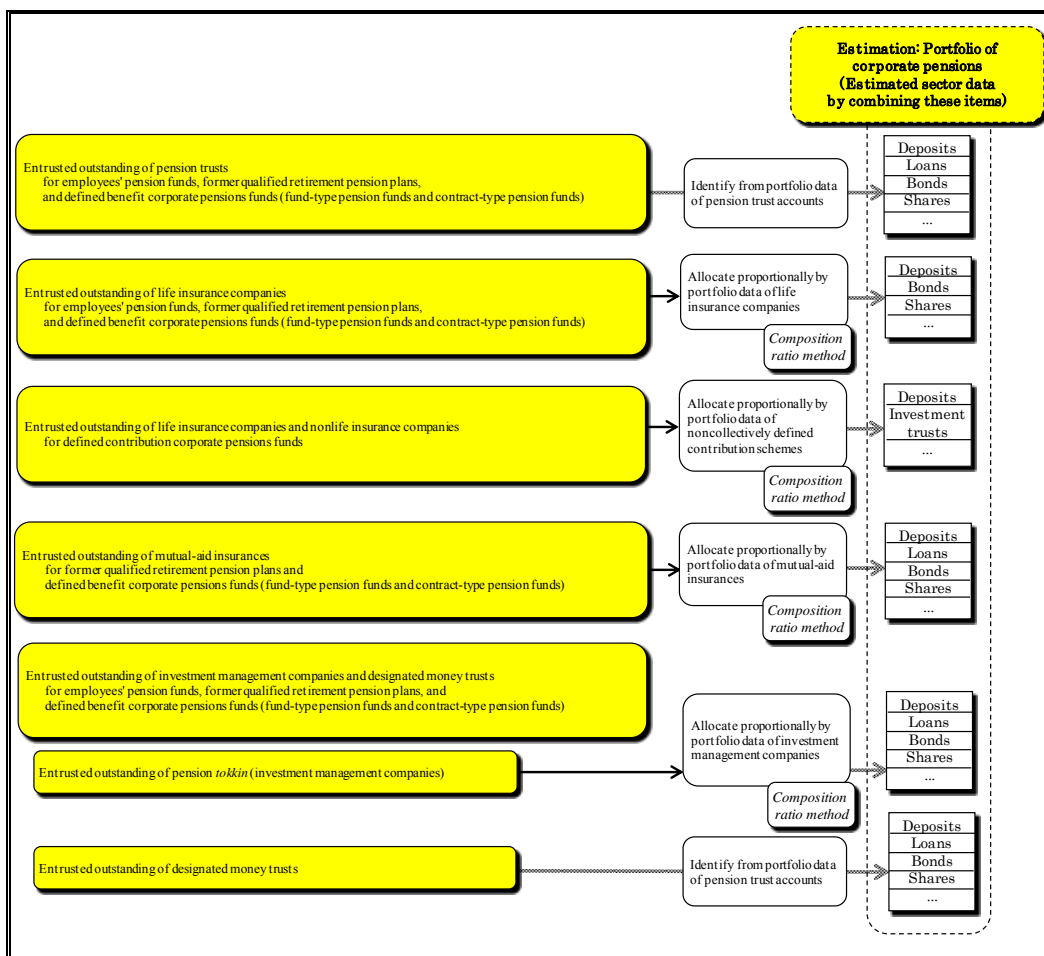 Estimation: Portfolio of
corporate pensions
(Estimated sector data
by combining these items)
Entrusted outstanding of pension trusts
for employees' pension funds, former qualified retirement pension plans,
and defined benefit corporate pensions funds (fund-type pension funds and contract-type pension funds)
Identify from portfolio data
of pension trust accounts
Deposits
Loans
Bonds
Shares
...
Entrusted outstanding of life insurance companies
for employees' pension funds, former qualified retirement pension plans,
and defined benefit corporate pensions funds (fund-type pension funds and contract-type pension funds)
Allocate proportionally by
portfolio data of life
insurance companies
Composition
ratio method
Deposits
Bonds
Shares
...
Entrusted outstanding of life insurance companies and nonlife insurance companies
for defined contribution corporate pensions funds
Allocate proportionally by
portfolio data of
noncollectively defined
contribution schemes
Composition
ratio method
Deposits
Investment
trusts
...
Entrusted outstanding of mutual-aid insurances
for former qualified retirement pension plans and
defined benefit corporate pensions funds (fund-type pension funds and contract-type pension funds)
Allocate proportionally by
portfolio data of mutual-aid
insurances
Composition
ratio method
Deposits
Loans
Bonds
Shares
...
Entrusted outstanding of investment management companies and designated money trusts
for employees' pension funds, former qualified retirement pension plans, and
defined benefit corporate pensions funds (fund-type pension funds and contract-type pension funds)
Entrusted outstanding of pension tokkin (investment management companies)
Allocate proportionally by
portfolio data of investment
management companies
Composition
ratio method
Deposits
Loans
Bonds
Shares
...
Entrusted outstanding of designated money trusts
Identify from portfolio data
of pension trust accounts
Deposits
Loans
Bonds
Shares
...